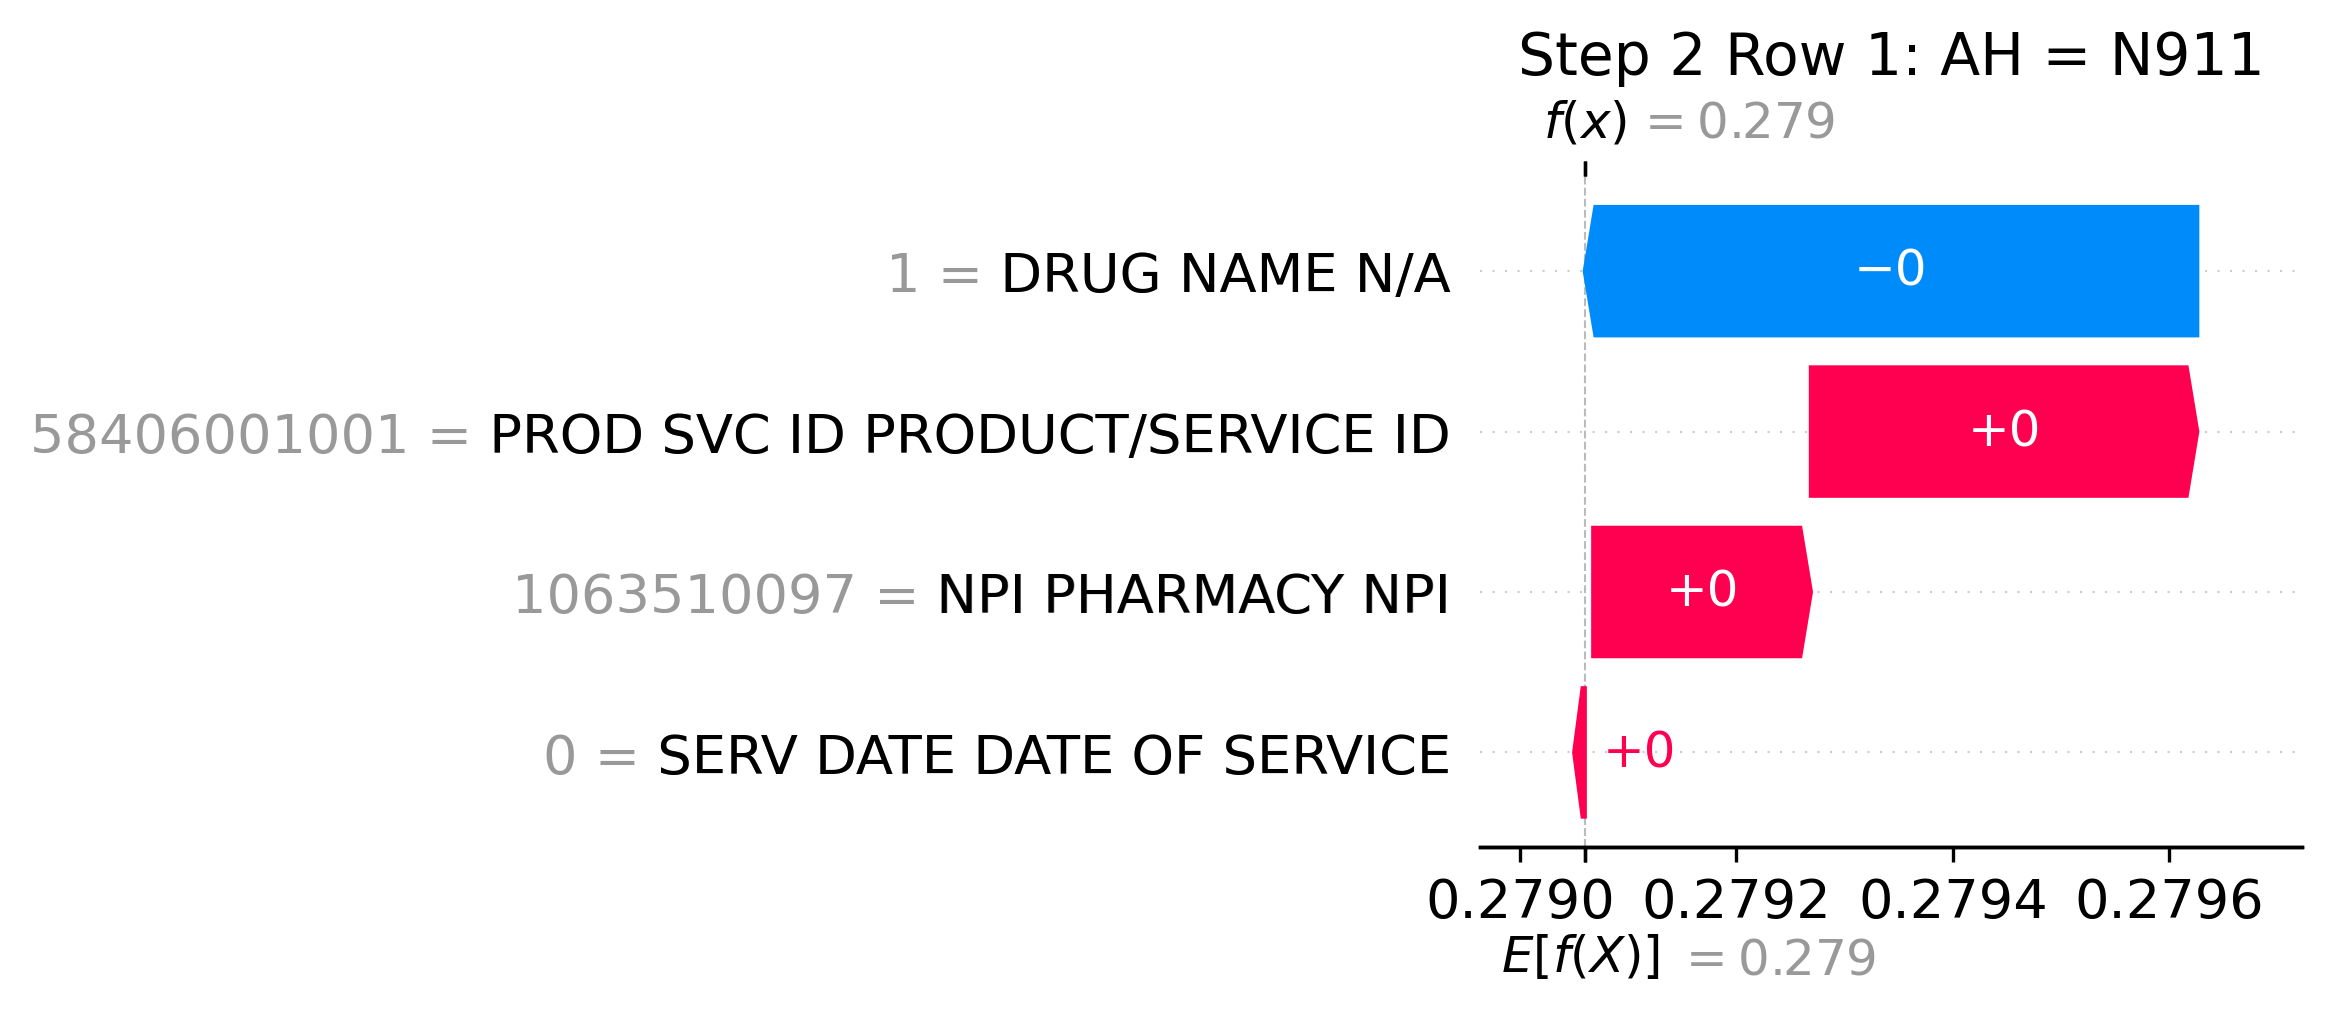 Step 2 Row 1: AH = N911
f(x) = 0.279
1 = DRUG NAME N/A
−0
58406001001 = PROD SVC ID PRODUCT/SERVICE ID
+0
1063510097 = NPI PHARMACY NPI
+0
0 = SERV DATE DATE OF SERVICE
+0
0.2790 0.2792 0.2794 0.2796
E[f(X)] = 0.279